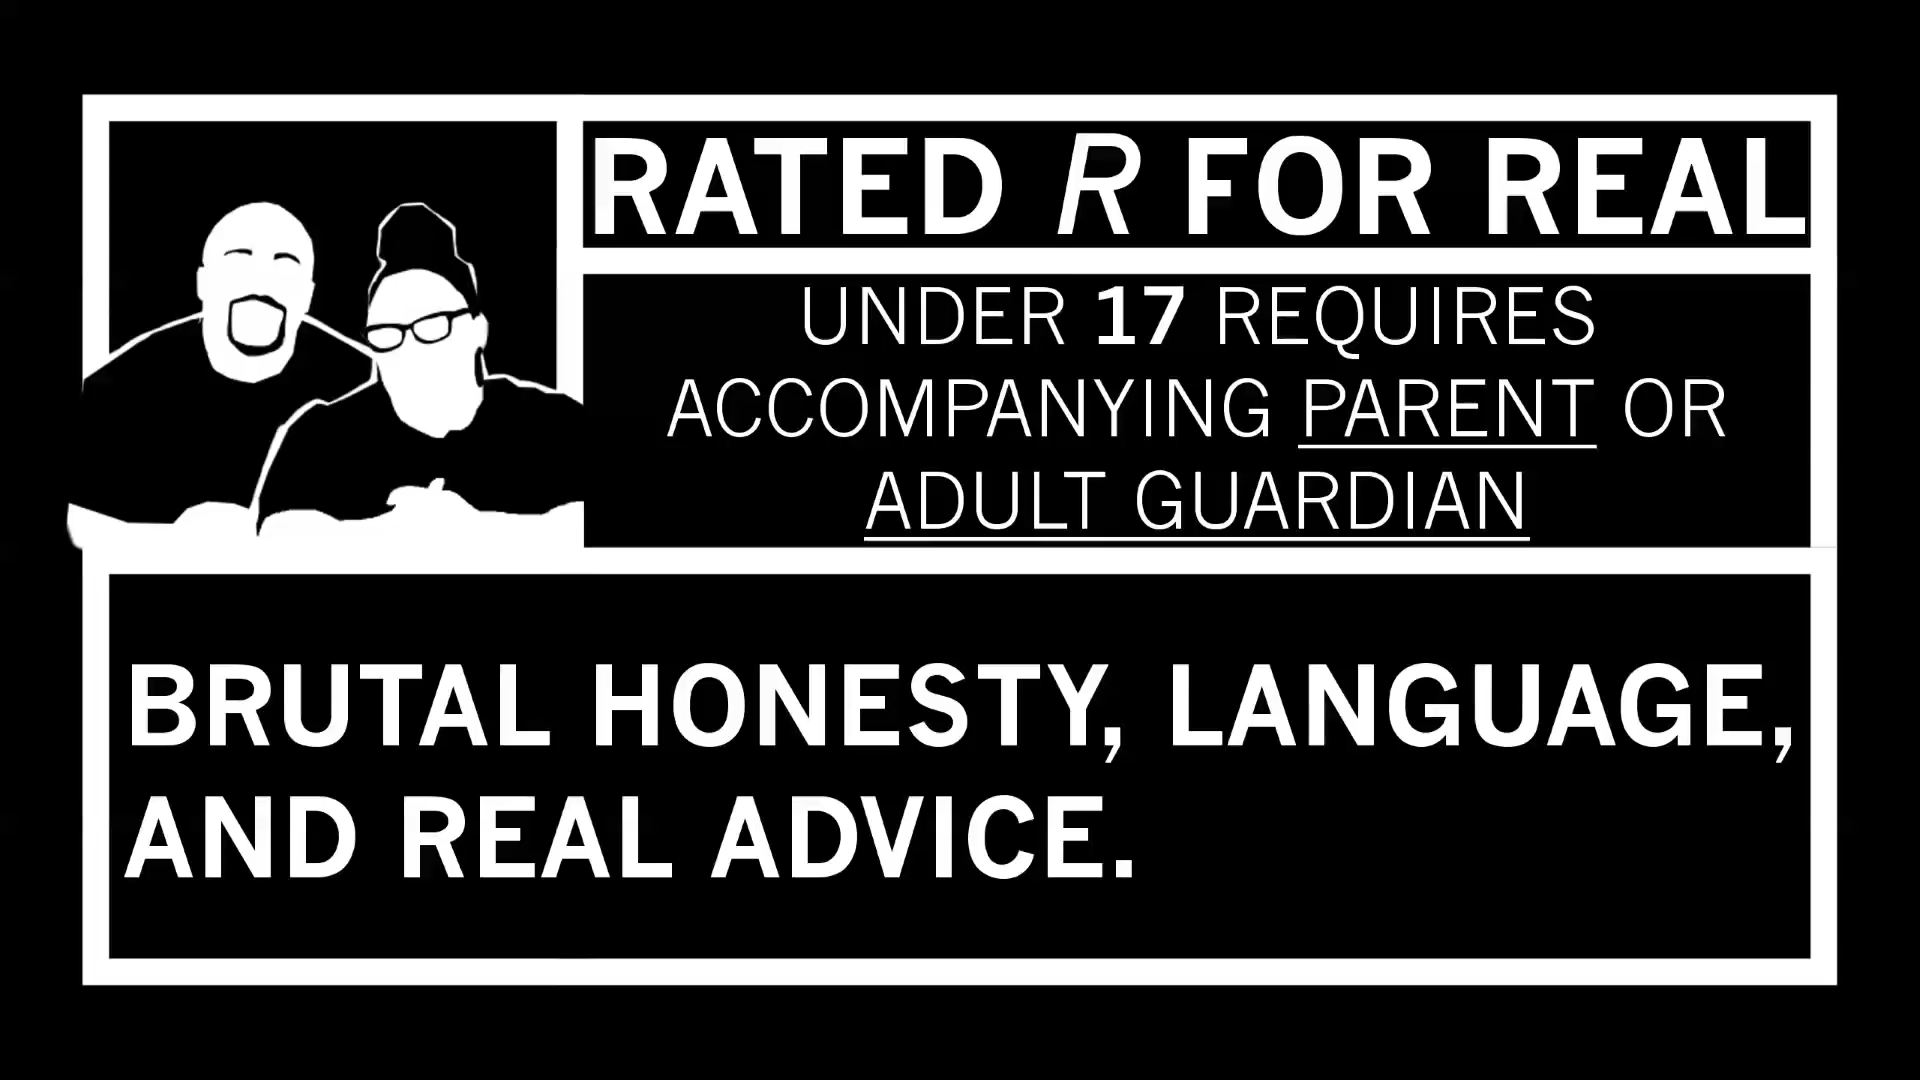 RATED R FOR REAL
UNDER 17 REQUIRES
ACCOMPANYING PARENT OR
ADULT GUARDIAN
BRUTAL HONESTY, LANGUAGE,
AND REAL ADVICE.